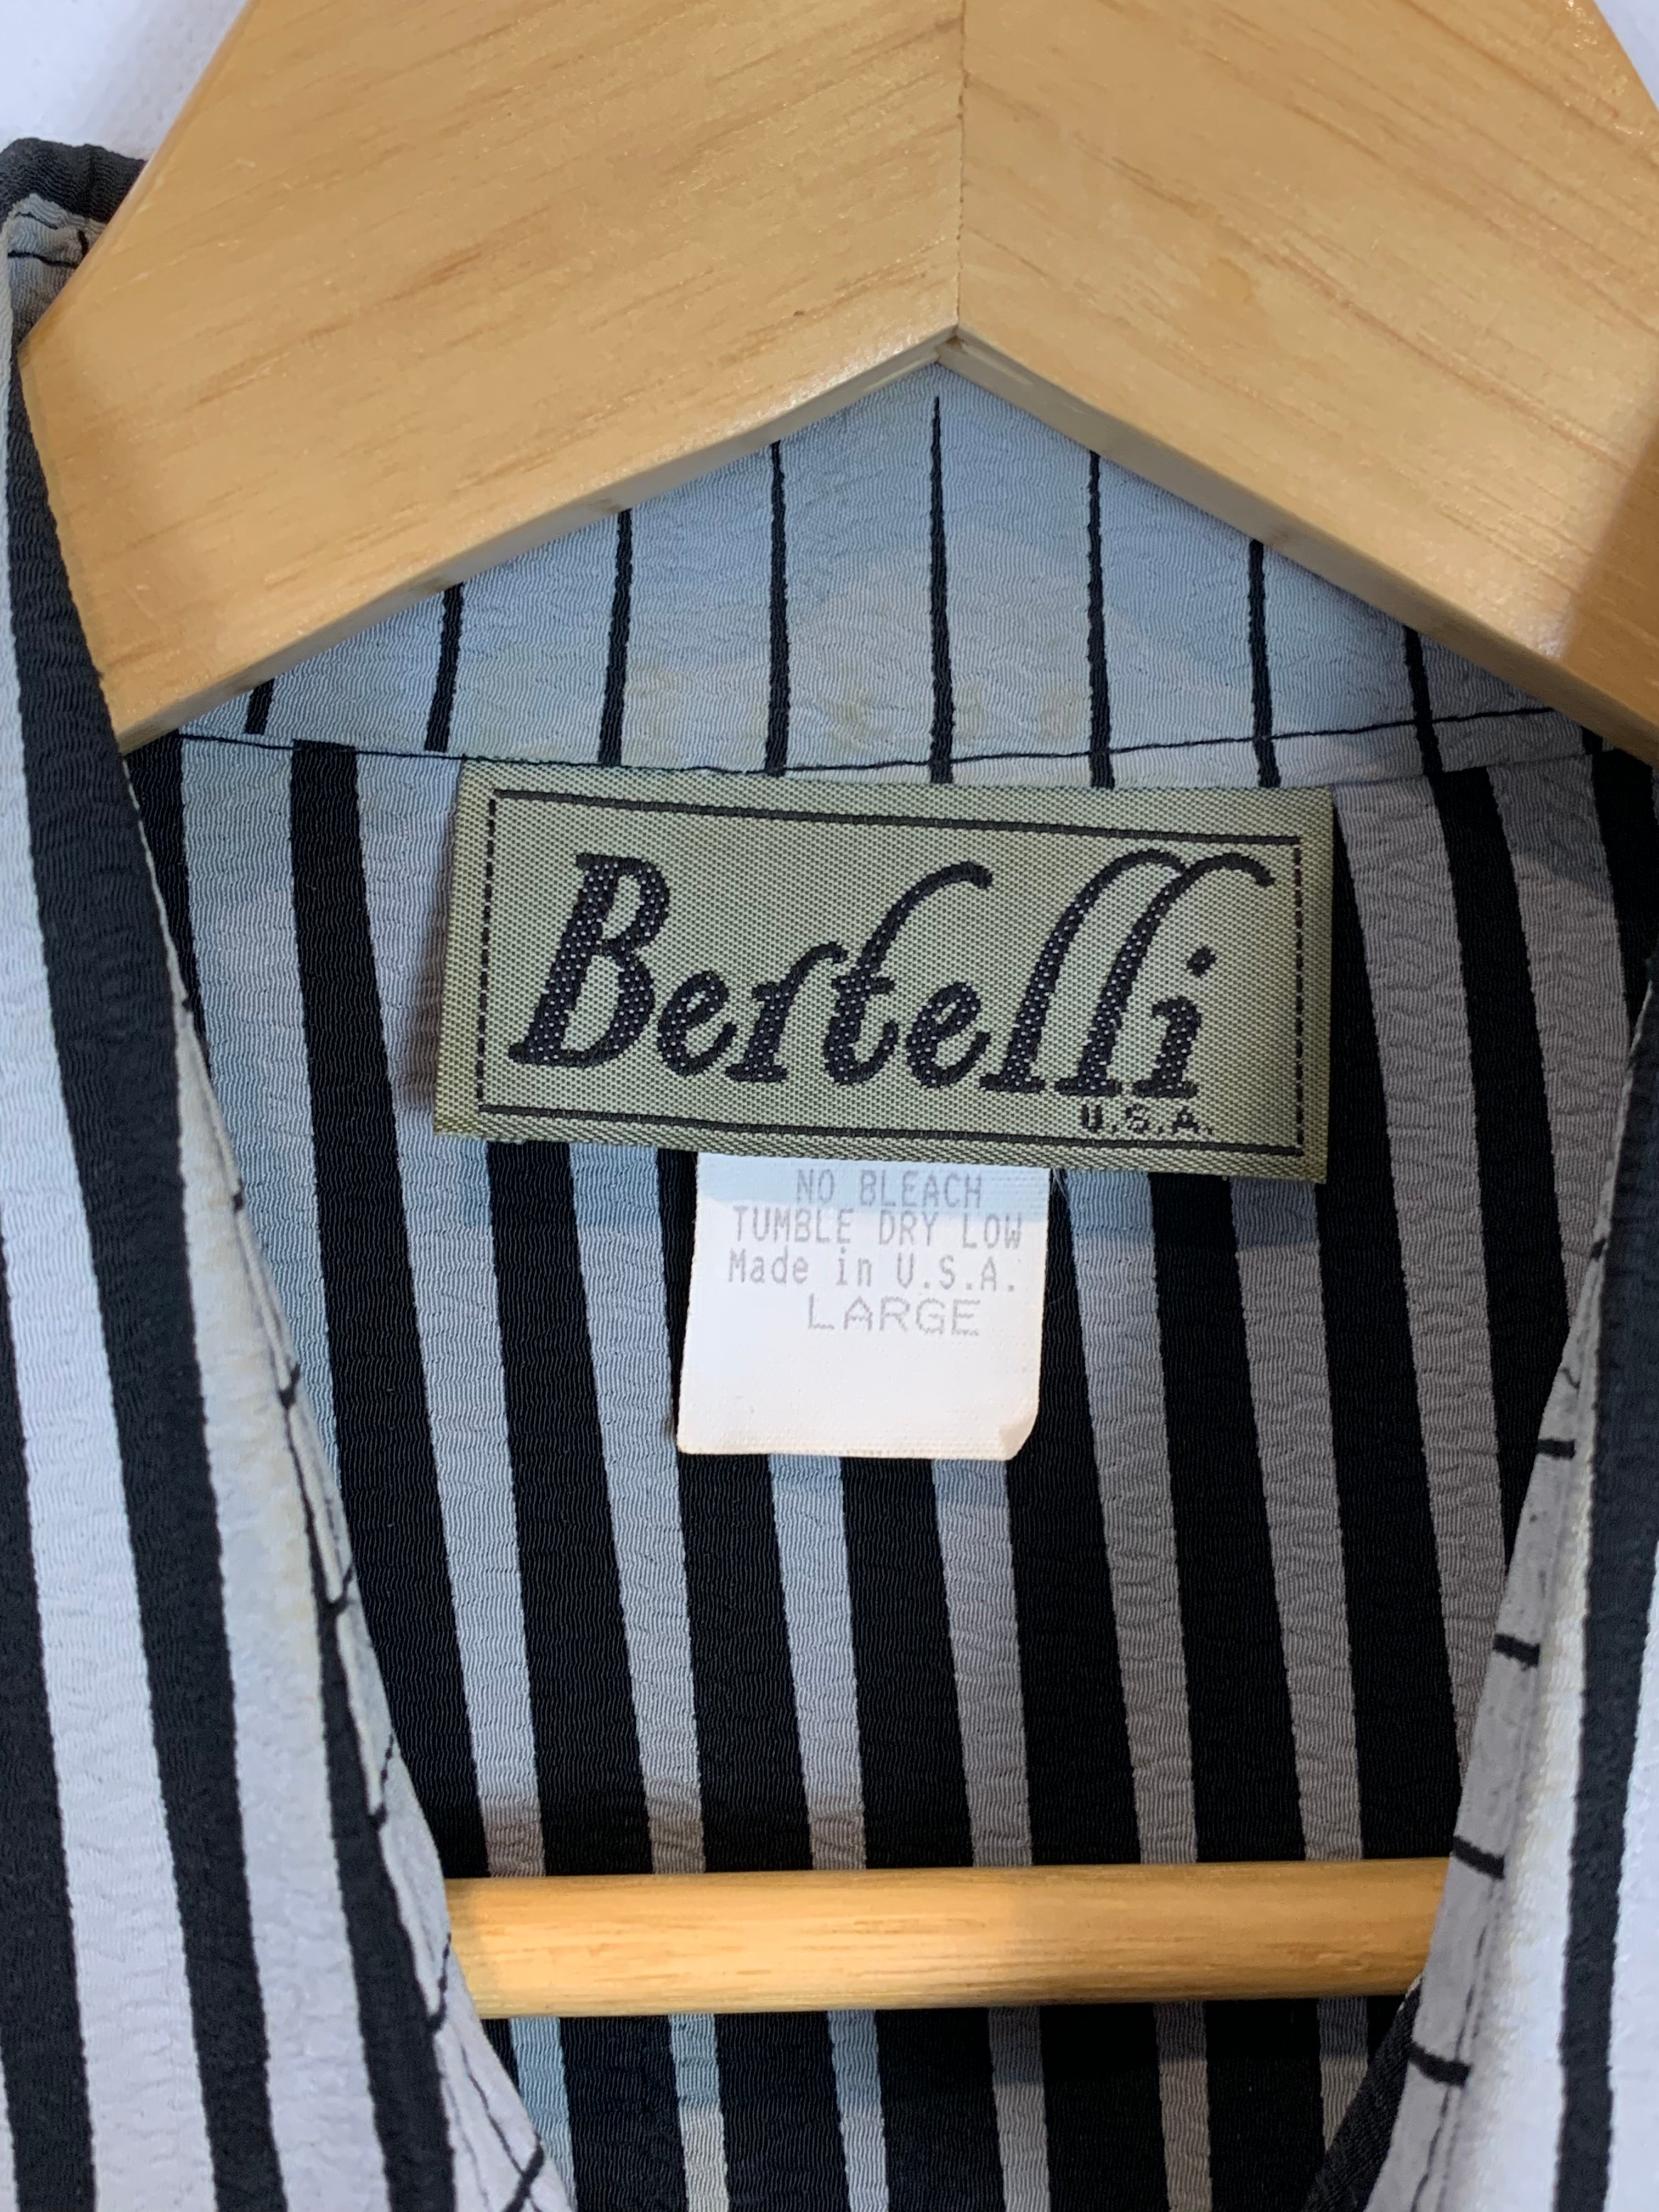 Bertelli
U.S.A.
NO BLEACH
TUMBLE DRY LOW
Made in U.S.A.
LARGE